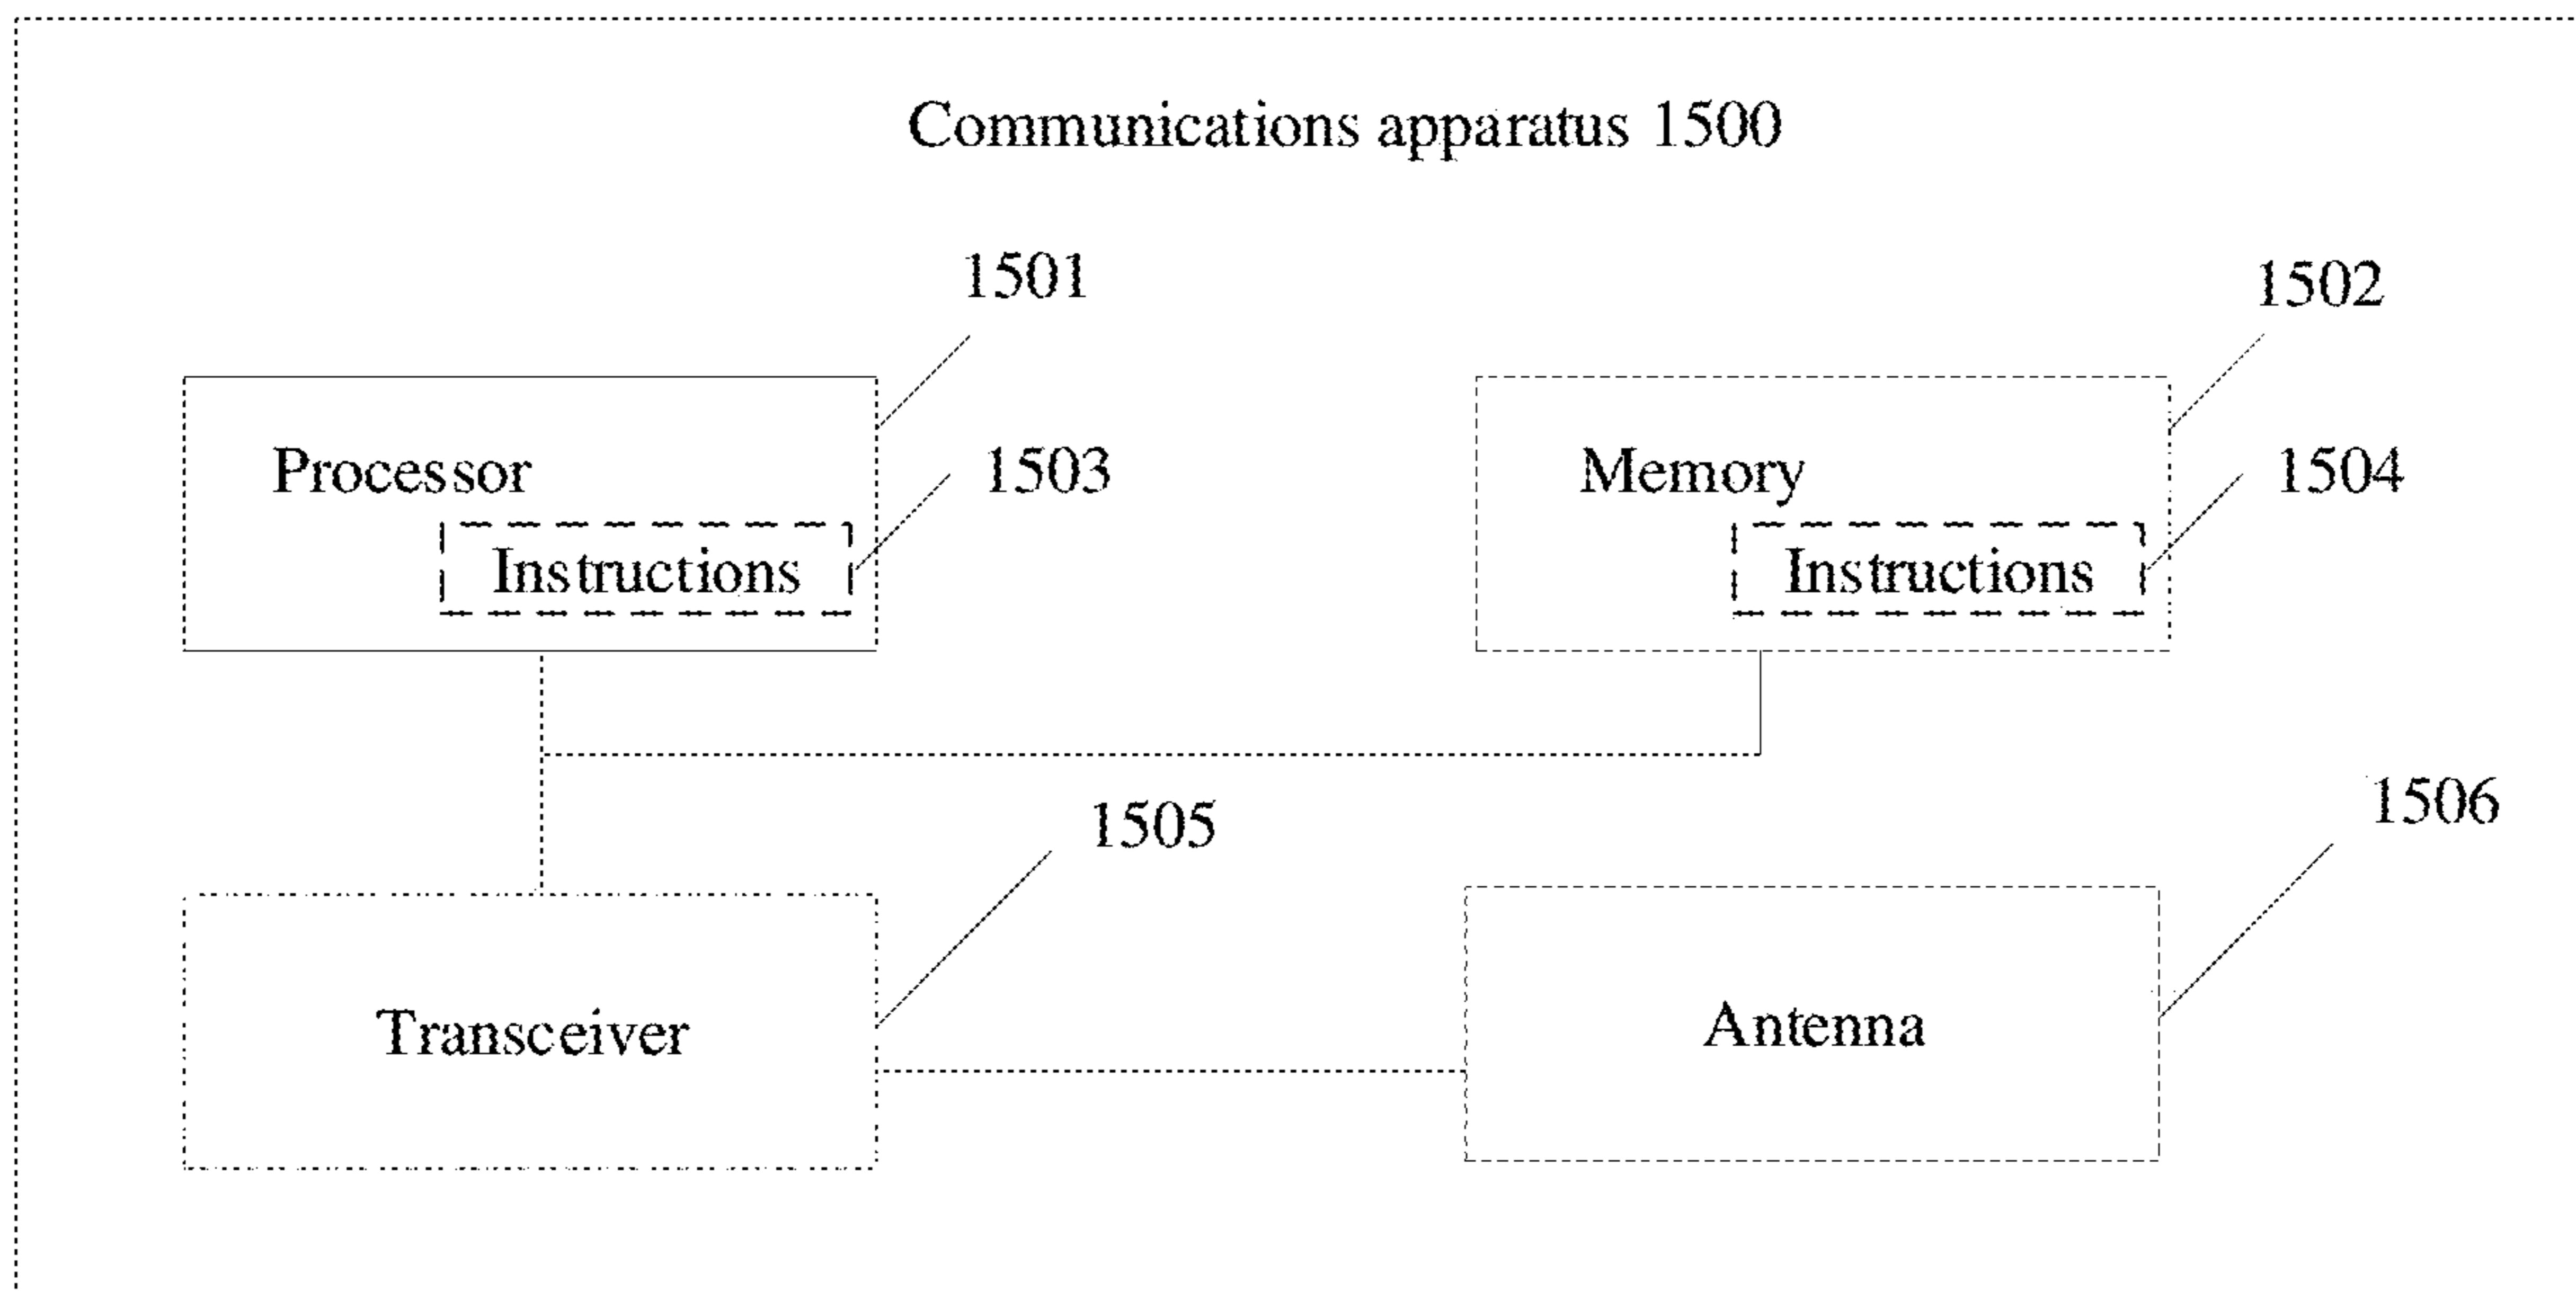 Communications apparatus 1500
1501
1502
Processor
1503
Memory
1504
Instructions
Instructions
1505
1506
Transceiver
Antenna